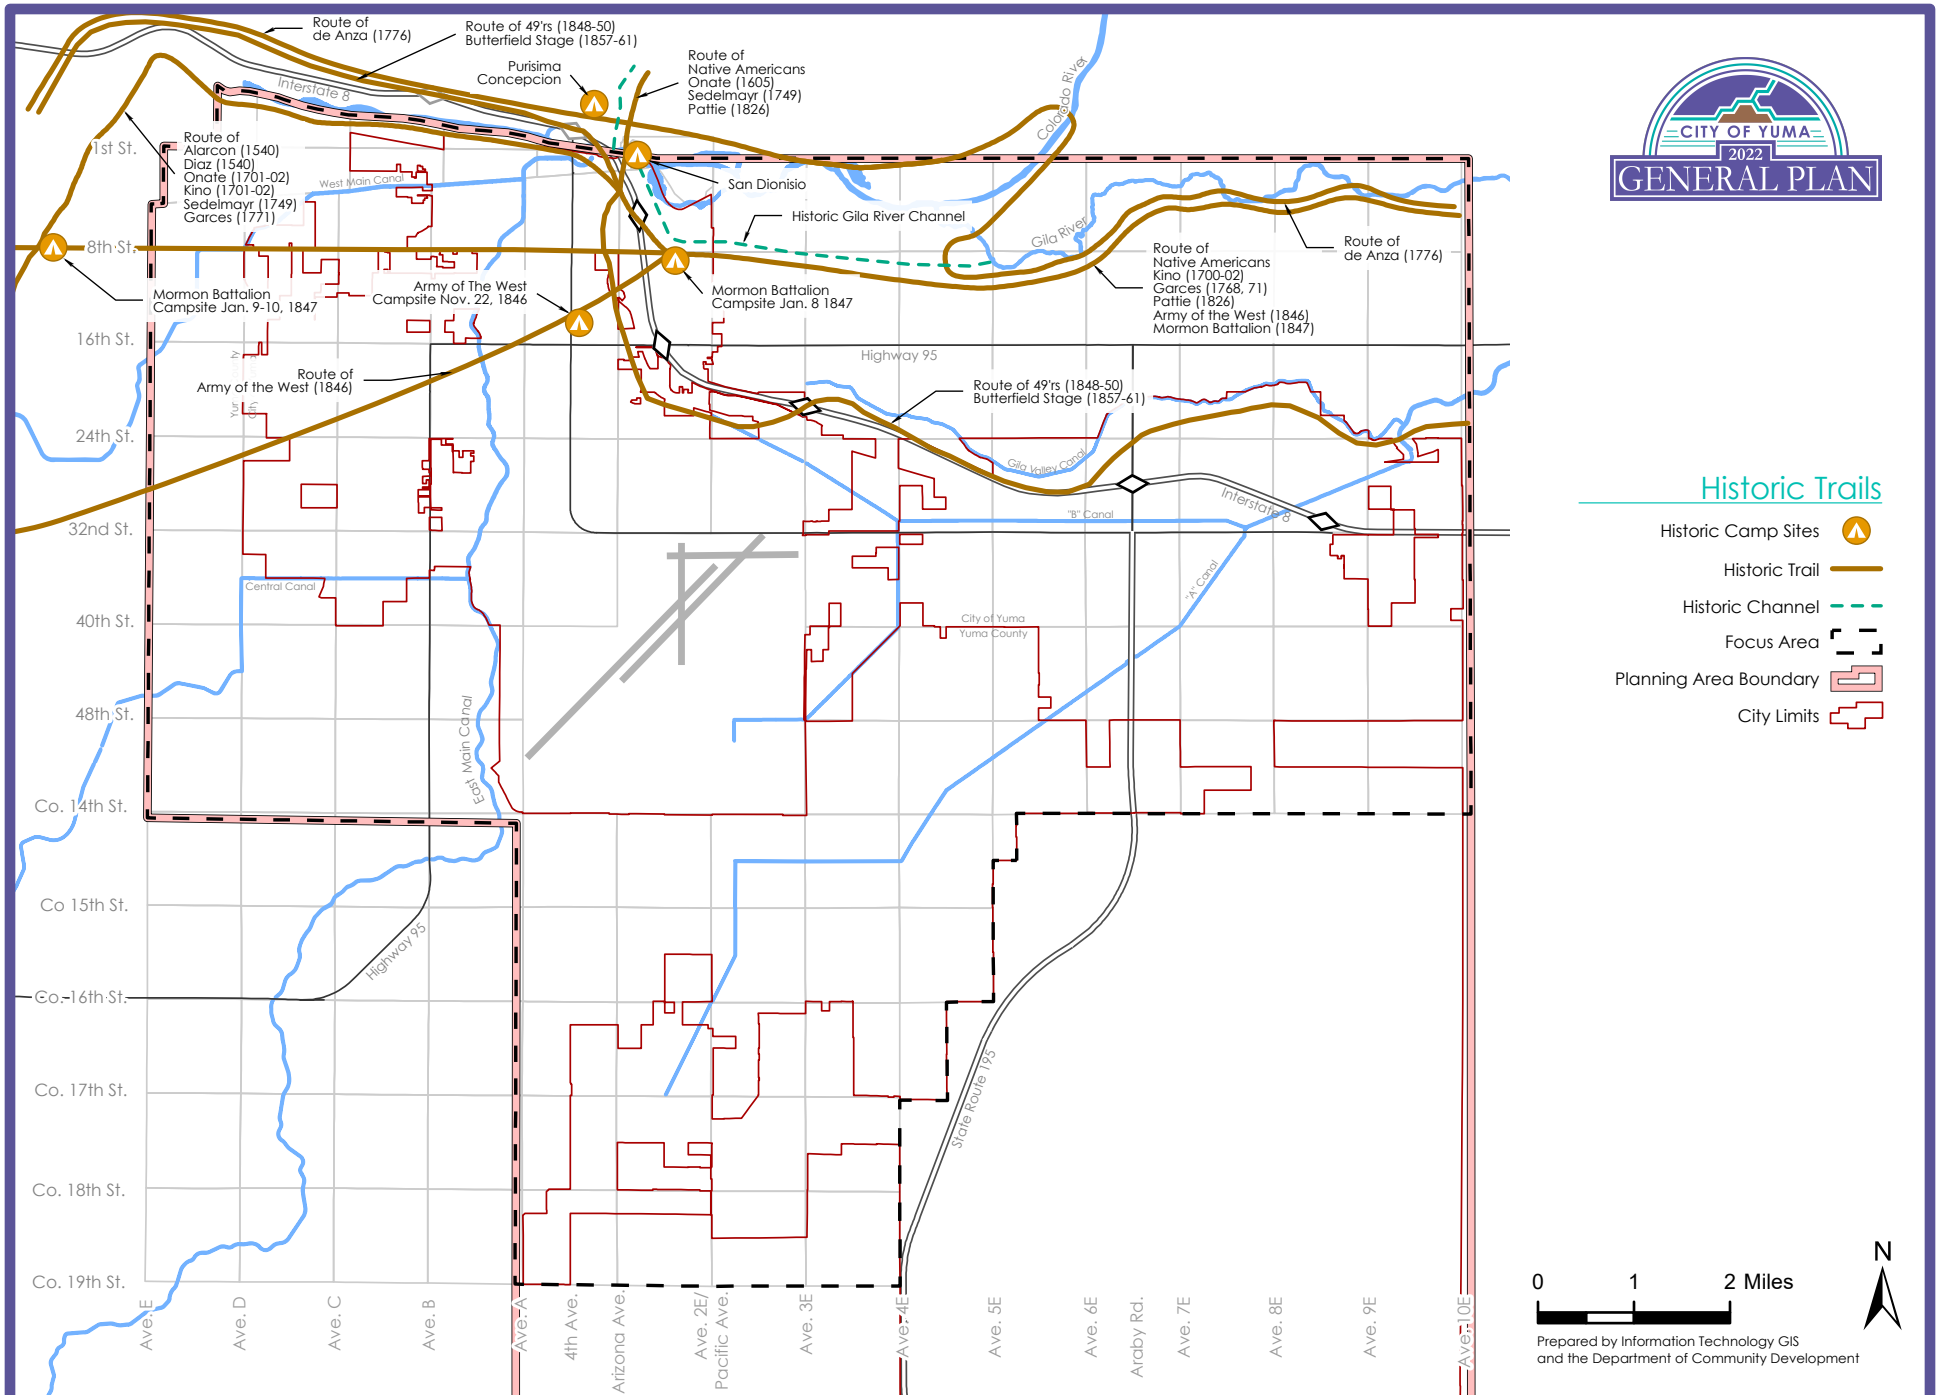 Route of
de Anza (1776)
Route of 49'rs (1848-50)
Butterfield Stage (1857-61)
Purisima
Concepcion
Route of
Native Americans
Onate (1605)
Sedelmayr (1749)
Pattie (1826)
Interstate 8
Colorado River
CITY OF YUMA
2022
GENERAL PLAN
Route of
Alarcon (1540)
Diaz (1540)
Onate (1701-02)
Kino (1701-02)
Sedelmayr (1749)
Garces (1771)
1st St.
West Main Canal
San Dionisio
Historic Gila River Channel
Gila River
8th St.
Route of
Native Americans
Kino (1700-02)
Garces (1768, 71)
Pattie (1826)
Army of the West (1846)
Mormon Battalion (1847)
Route of
de Anza (1776)
Mormon Battalion
Campsite Jan. 9-10, 1847
Army of The West
Campsite Nov. 22, 1846
Mormon Battalion
Campsite Jan. 8 1847
16th St.
Highway 95
Route of
Army of the West (1846)
Route of 49'rs (1848-50)
Butterfield Stage (1857-61)
24th St.
Gila Valley Canal
Interstate 8
"B" Canal
32nd St.
"A" Canal
Central Canal
40th St.
City of Yuma
Yuma County
48th St.
East Main Canal
Co. 14th St.
Co 15th St.
Highway 95
Co. 16th St.
State Route 195
Co. 17th St.
Co. 18th St.
Co. 19th St.
Ave. E
Ave. D
Ave. C
Ave. B
Ave. A
4th Ave.
Arizona Ave.
Ave. 2E/
Pacific Ave.
Ave. 3E
Ave. 4E
Ave. 5E
Ave. 6E
Araby Rd.
Ave. 7E
Ave. 8E
Ave. 9E
Ave. 10E
Historic Trails
Historic Camp Sites
Historic Trail
Historic Channel
Focus Area
Planning Area Boundary
City Limits
N
0 1 2 Miles
Prepared by Information Technology GIS
and the Department of Community Development